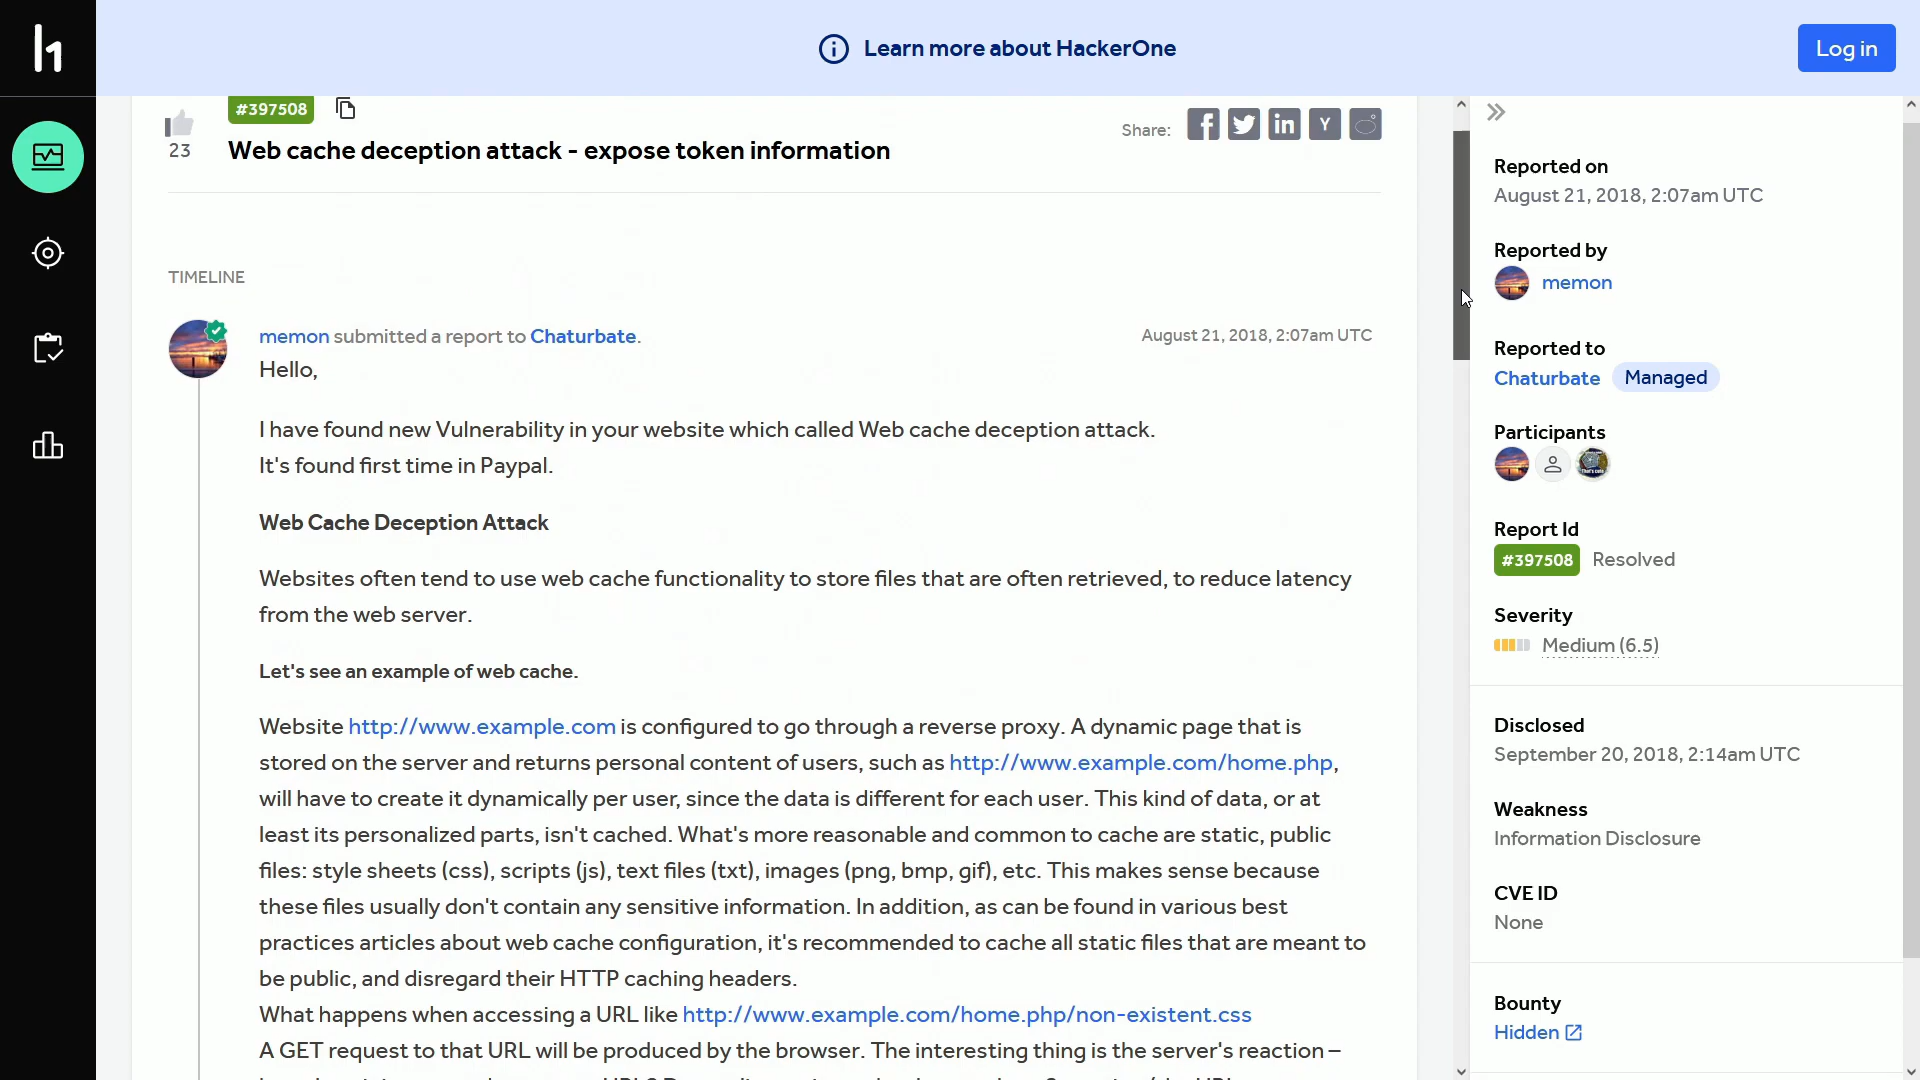 Learn more about HackerOne
Log in
#397508
23
Web cache deception attack - expose token information
Share:
TIMELINE
memon submitted a report to Chaturbate.
August 21, 2018, 2:07am UTC
Hello,
I have found new Vulnerability in your website which called Web cache deception attack.
It's found first time in Paypal.
Web Cache Deception Attack
Websites often tend to use web cache functionality to store files that are often retrieved, to reduce latency
from the web server.
Let's see an example of web cache.
Website http://www.example.com is configured to go through a reverse proxy. A dynamic page that is
stored on the server and returns personal content of users, such as http://www.example.com/home.php,
will have to create it dynamically per user, since the data is different for each user. This kind of data, or at
least its personalized parts, isn't cached. What's more reasonable and common to cache are static, public
files: style sheets (css), scripts (js), text files (txt), images (png, bmp, gif), etc. This makes sense because
these files usually don't contain any sensitive information. In addition, as can be found in various best
practices articles about web cache configuration, it's recommended to cache all static files that are meant to
be public, and disregard their HTTP caching headers.
What happens when accessing a URL like http://www.example.com/home.php/non-existent.css
A GET request to that URL will be produced by the browser. The interesting thing is the server's reaction –
Reported on
August 21, 2018, 2:07am UTC
Reported by
memon
Reported to
Chaturbate Managed
Participants
Report Id
#397508 Resolved
Severity
Medium (6.5)
Disclosed
September 20, 2018, 2:14am UTC
Weakness
Information Disclosure
CVE ID
None
Bounty
Hidden